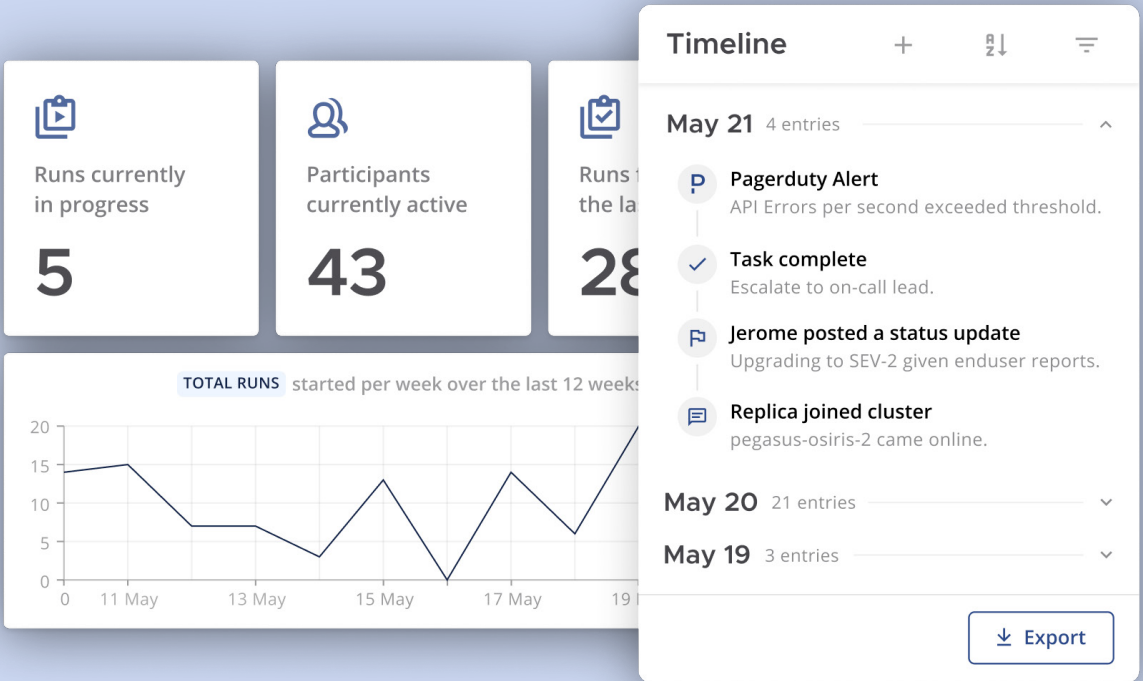 Runs currently
in progress
5
Participants
currently active
43
Runs
the
28
TOTAL RUNS started per week over the last 12 weeks
20
15
10
5
0
0 11 May 13 May 15 May 17 May 19
Timeline
A
Z
May 21 4 entries
P
Pagerduty Alert
API Errors per second exceeded threshold.
Task complete
Escalate to on-call lead.
Jerome posted a status update
Upgrading to SEV-2 given enduser reports.
Replica joined cluster
pegasus-osiris-2 came online.
May 20 21 entries
May 19 3 entries
Export